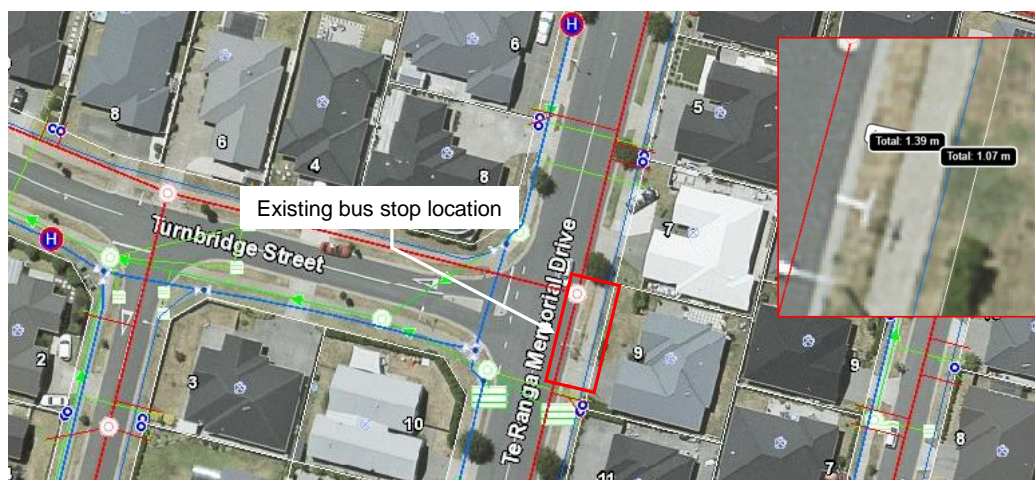 H
6
8
6
5
4
Total: 1.39 m
Total: 1.07 m
8
Existing bus stop location
7
Turnbridge Street
H
Te Ranga Memorial Drive
2
9
9
3
10
8
11
7